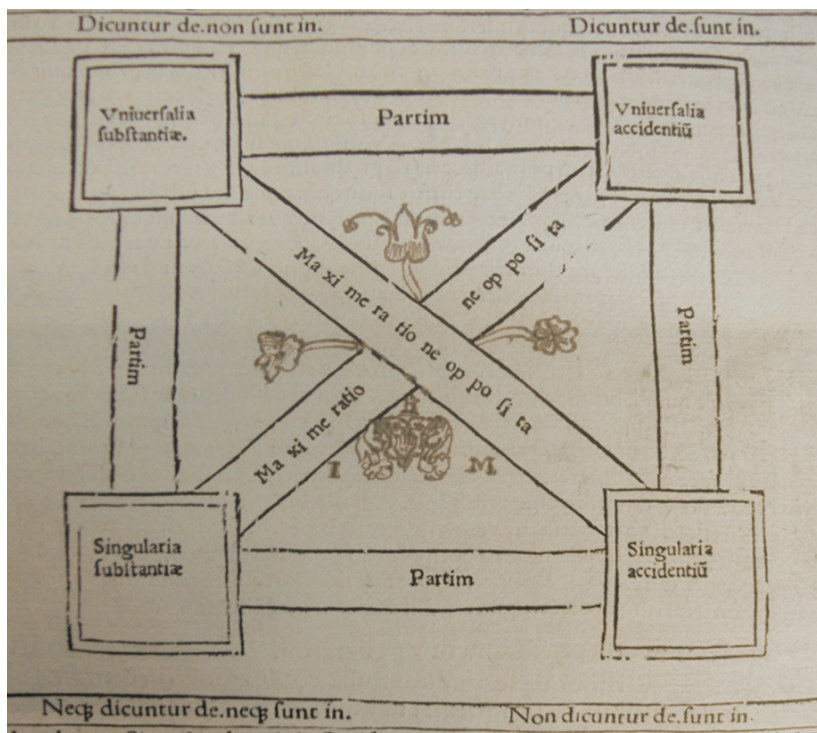 Dicuntur de.non ſunt in.
Dicuntur de.ſunt in.
Vniuerſalia
ſubſtantiæ.
Partim
Vniuerſalia
accidentiũ
Ma xi me ra tio ne op po ſi ta
ne op po ſi ta
Partim
Partim
Ma xi me ratio
I M
Singularia
ſubſtantiæ
Partim
Singularia
accidentiũ
Neqꝫ dicuntur de.neqꝫ ſunt in.
Non dicuntur de.ſunt in.